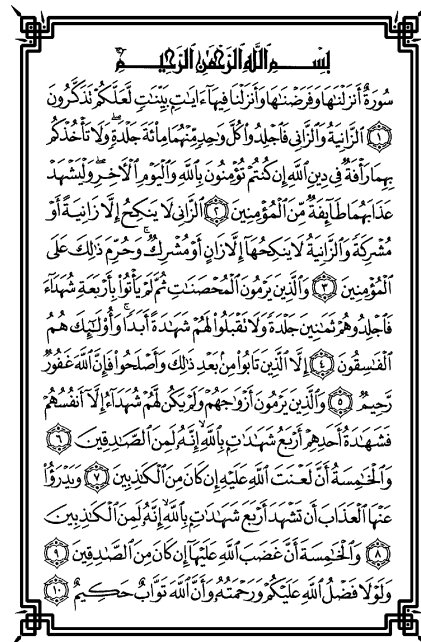 بِسْمِ اللَّهِ الرَّحْمَٰنِ الرَّحِيمِ
سُورَةٌ أَنزَلْنَاهَا وَفَرَضْنَاهَا وَأَنزَلْنَا فِيهَا ءَايَاتٍ بَيِّنَاتٍ لَّعَلَّكُمْ تَذَكَّرُونَ
﴿١﴾ الزَّانِيَةُ وَالزَّانِي فَاجْلِدُوا كُلَّ وَاحِدٍ مِّنْهُمَا مِائَةَ جَلْدَةٍ ۖ وَلَا تَأْخُذْكُم
بِهِمَا رَأْفَةٌ فِي دِينِ اللَّهِ إِن كُنتُمْ تُؤْمِنُونَ بِاللَّهِ وَالْيَوْمِ الْآخِرِ ۖ وَلْيَشْهَدْ
عَذَابَهُمَا طَائِفَةٌ مِّنَ الْمُؤْمِنِينَ ﴿٢﴾ الزَّانِي لَا يَنكِحُ إِلَّا زَانِيَةً أَوْ
مُشْرِكَةً وَالزَّانِيَةُ لَا يَنكِحُهَا إِلَّا زَانٍ أَوْ مُشْرِكٌ ۚ وَحُرِّمَ ذَٰلِكَ عَلَى
الْمُؤْمِنِينَ ﴿٣﴾ وَالَّذِينَ يَرْمُونَ الْمُحْصَنَاتِ ثُمَّ لَمْ يَأْتُوا بِأَرْبَعَةِ شُهَدَاءَ
فَاجْلِدُوهُمْ ثَمَانِينَ جَلْدَةً وَلَا تَقْبَلُوا لَهُمْ شَهَادَةً أَبَدًا ۚ وَأُولَٰئِكَ هُمُ
الْفَاسِقُونَ ﴿٤﴾ إِلَّا الَّذِينَ تَابُوا مِن بَعْدِ ذَٰلِكَ وَأَصْلَحُوا فَإِنَّ اللَّهَ غَفُورٌ
رَّحِيمٌ ﴿٥﴾ وَالَّذِينَ يَرْمُونَ أَزْوَاجَهُمْ وَلَمْ يَكُن لَّهُمْ شُهَدَاءُ إِلَّا أَنفُسُهُمْ
فَشَهَادَةُ أَحَدِهِمْ أَرْبَعُ شَهَادَاتٍ بِاللَّهِ ۙ إِنَّهُ لَمِنَ الصَّادِقِينَ ﴿٦﴾
وَالْخَامِسَةُ أَنَّ لَعْنَتَ اللَّهِ عَلَيْهِ إِن كَانَ مِنَ الْكَاذِبِينَ ﴿٧﴾ وَيَدْرَؤُا
عَنْهَا الْعَذَابَ أَن تَشْهَدَ أَرْبَعَ شَهَادَاتٍ بِاللَّهِ ۙ إِنَّهُ لَمِنَ الْكَاذِبِينَ
﴿٨﴾ وَالْخَامِسَةَ أَنَّ غَضَبَ اللَّهِ عَلَيْهَا إِن كَانَ مِنَ الصَّادِقِينَ ﴿٩﴾
وَلَوْلَا فَضْلُ اللَّهِ عَلَيْكُمْ وَرَحْمَتُهُ وَأَنَّ اللَّهَ تَوَّابٌ حَكِيمٌ ﴿١٠﴾